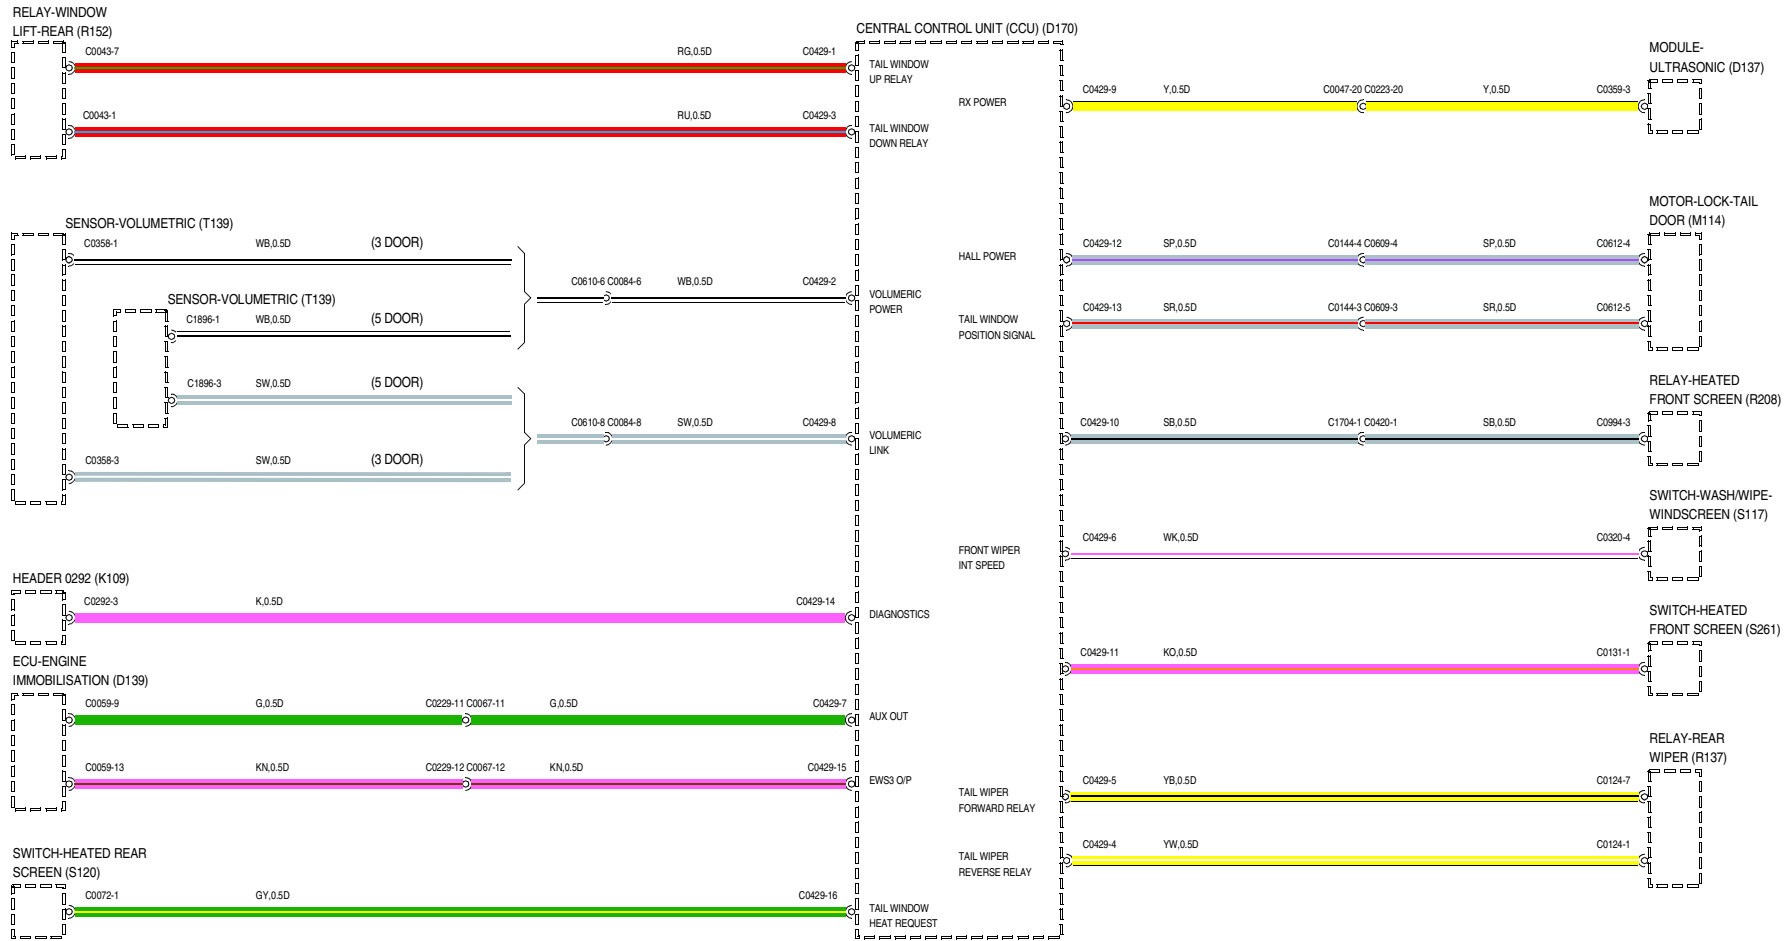 RELAY-WINDOW
LIFT-REAR (R152)
C0043-7 RG,0.5D C0429-1
C0043-1 RU,0.5D C0429-3
SENSOR-VOLUMETRIC (T139)
C0358-1 WB,0.5D (3 DOOR)
SENSOR-VOLUMETRIC (T139)
C1896-1 WB,0.5D (5 DOOR)
C0610-6 C0084-6 WB,0.5D C0429-2
C1896-3 SW,0.5D (5 DOOR)
C0610-8 C0084-8 SW,0.5D C0429-8
C0358-3 SW,0.5D (3 DOOR)
HEADER 0292 (K109)
C0292-3 K,0.5D C0429-14
ECU-ENGINE
IMMOBILISATION (D139)
C0059-9 G,0.5D C0229-11 C0067-11 G,0.5D C0429-7
C0059-13 KN,0.5D C0229-12 C0067-12 KN,0.5D C0429-15
SWITCH-HEATED REAR
SCREEN (S120)
C0072-1 GY,0.5D C0429-16
CENTRAL CONTROL UNIT (CCU) (D170)
TAIL WINDOW
UP RELAY
TAIL WINDOW
DOWN RELAY
VOLUMERIC
POWER
VOLUMERIC
LINK
DIAGNOSTICS
AUX OUT
EWS3 O/P
TAIL WINDOW
HEAT REQUEST
RX POWER
HALL POWER
TAIL WINDOW
POSITION SIGNAL
FRONT WIPER
INT SPEED
TAIL WIPER
FORWARD RELAY
TAIL WIPER
REVERSE RELAY
MODULE-
ULTRASONIC (D137)
C0429-9 Y,0.5D C0047-20 C0223-20 Y,0.5D C0359-3
MOTOR-LOCK-TAIL
DOOR (M114)
C0429-12 SP,0.5D C0144-4 C0609-4 SP,0.5D C0612-4
C0429-13 SR,0.5D C0144-3 C0609-3 SR,0.5D C0612-5
RELAY-HEATED
FRONT SCREEN (R208)
C0429-10 SB,0.5D C1704-1 C0420-1 SB,0.5D C0994-3
SWITCH-WASH/WIPE-
WINDSCREEN (S117)
C0429-6 WK,0.5D C0320-4
SWITCH-HEATED
FRONT SCREEN (S261)
C0429-11 KO,0.5D C0131-1
RELAY-REAR
WIPER (R137)
C0429-5 YB,0.5D C0124-7
C0429-4 YW,0.5D C0124-1